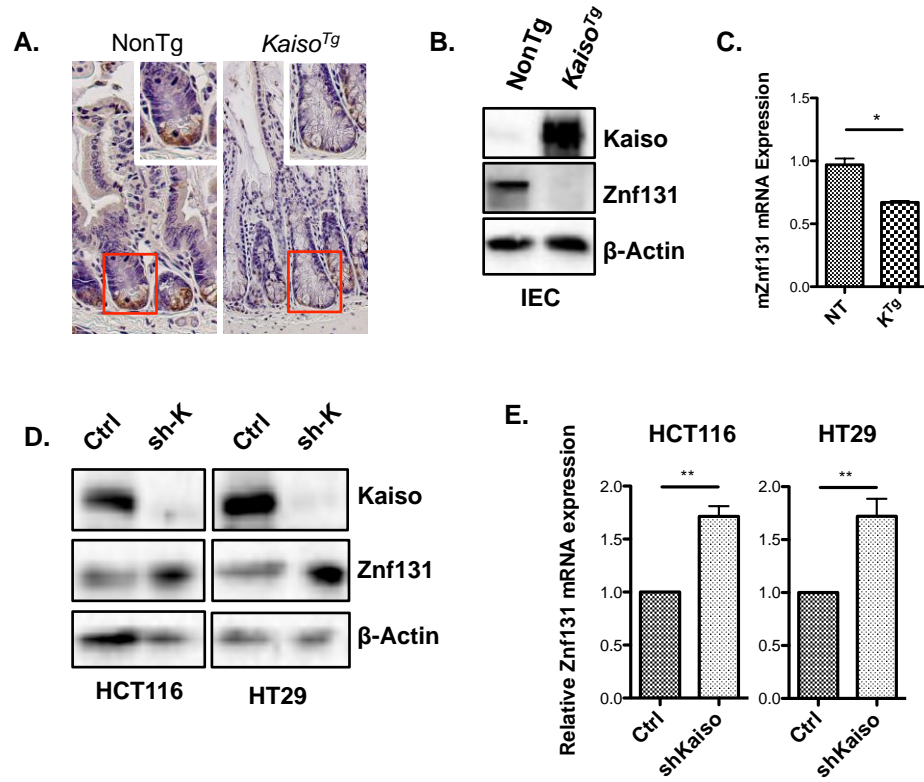 A.
NonTg
Kaiso^Tg
B.
NonTg
Kaiso^Tg
Kaiso
Znf131
β-Actin
IEC
C.
mZnf131 mRNA Expression
1.5
1.0
0.5
0.0
*
NT
K^Tg
D.
Ctrl
sh-K
Ctrl
sh-K
Kaiso
Znf131
β-Actin
HCT116
HT29
E.
Relative Znf131 mRNA expression
HCT116
2.0
1.5
1.0
0.5
0.0
**
Ctrl
shKaiso
HT29
2.0
1.5
1.0
0.5
0.0
**
Ctrl
shKaiso